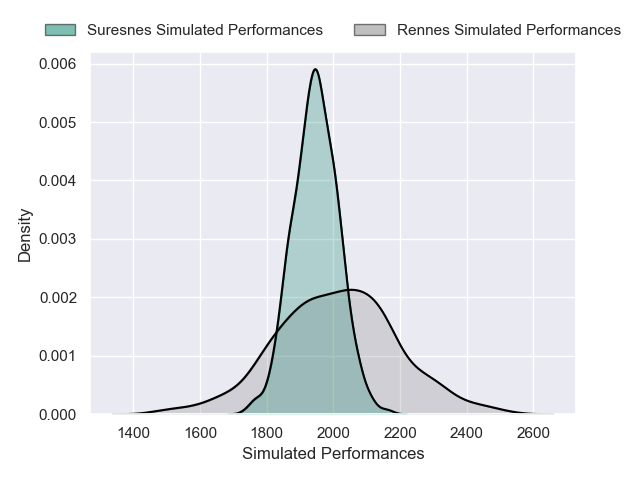 Suresnes Simulated Performances
Rennes Simulated Performances
0.006
0.005
0.004
0.003
0.002
0.001
0.000
Density
1400 1600 1800 2000 2200 2400 2600
Simulated Performances